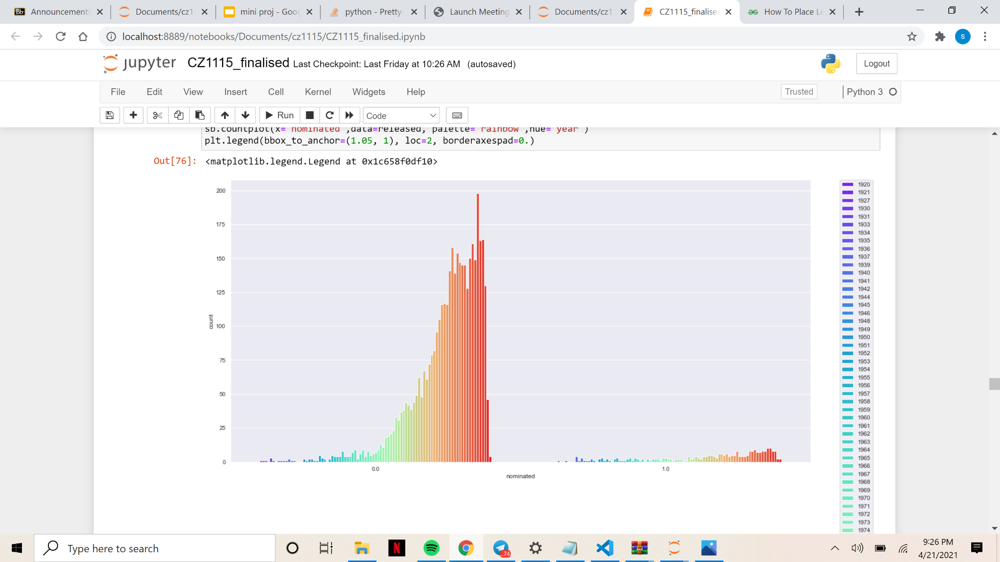 Announcements
Documents/cz1
mini proj - Goo
python - Pretty-
Launch Meeting
Documents/cz1
CZ1115_finalised
How To Place Le
localhost:8889/notebooks/Documents/cz1115/CZ1115_finalised.ipynb
s
jupyter CZ1115_finalised Last Checkpoint: Last Friday at 10:26 AM (autosaved)
Logout
File Edit View Insert Cell Kernel Widgets Help
Trusted
Python 3
Run
Code
sb.countplot(x='nominated',data=released, palette='rainbow',hue='year')
plt.legend(bbox_to_anchor=(1.05, 1), loc=2, borderaxespad=0.)
Out[76]: <matplotlib.legend.Legend at 0x1c658f0df10>
200
175
150
125
100
75
50
25
0
count
0.0
1.0
nominated
1920
1921
1927
1930
1931
1933
1934
1935
1936
1937
1939
1940
1941
1942
1944
1945
1946
1948
1949
1950
1951
1952
1953
1954
1955
1956
1957
1958
1959
1960
1961
1962
1963
1964
1965
1966
1967
1968
1969
1970
1971
1972
1973
1974
Type here to search
N
..74
9:26 PM
4/21/2021